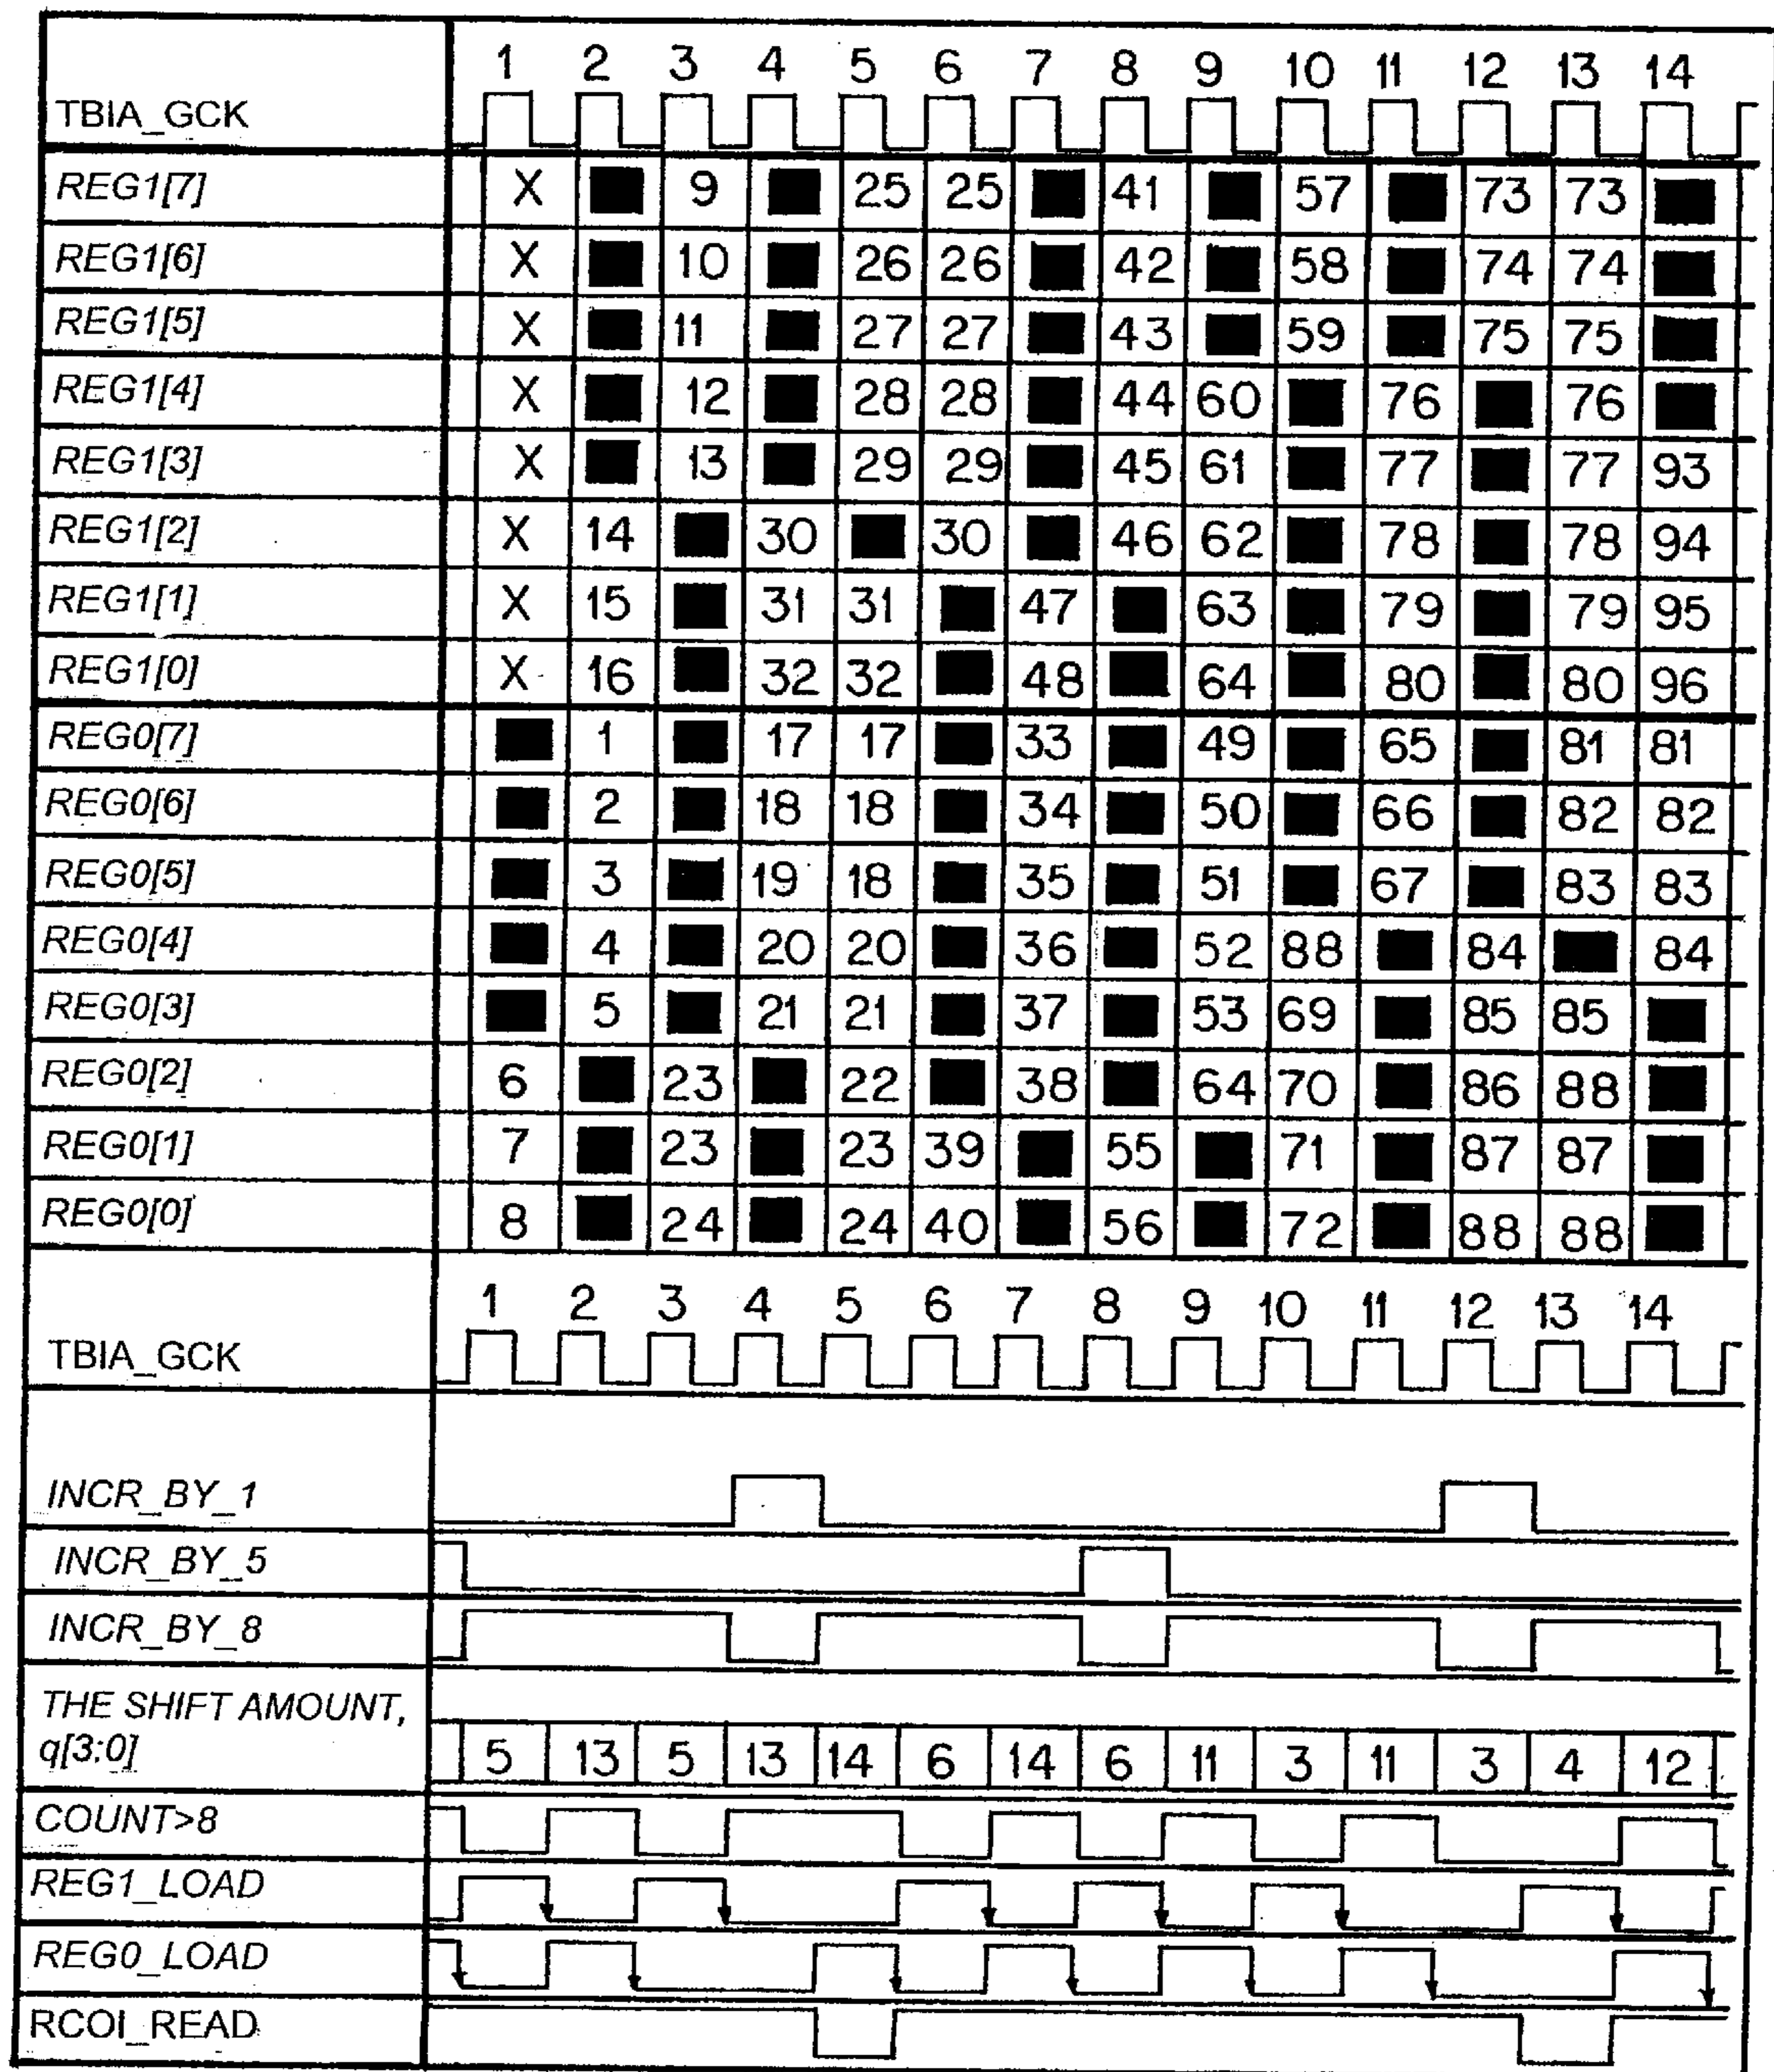 1 2 3 4 5 6 7 8 9 10 11 12 13 14
TBIA_GCK
REG1[7] X 9 25 25 41 57 73 73
REG1[6] X 10 26 26 42 58 74 74
REG1[5] X 11 27 27 43 59 75 75
REG1[4] X 12 28 28 44 60 76 76
REG1[3] X 13 29 29 45 61 77 77 93
REG1[2] X 14 30 30 46 62 78 78 94
REG1[1] X 15 31 31 47 63 79 79 95
REG1[0] X 16 32 32 48 64 80 80 96
REG0[7] 1 17 17 33 49 65 81 81
REG0[6] 2 18 18 34 50 66 82 82
REG0[5] 3 19 18 35 51 67 83 83
REG0[4] 4 20 20 36 52 88 84 84
REG0[3] 5 21 21 37 53 69 85 85
REG0[2] 6 23 22 38 64 70 86 88
REG0[1] 7 23 23 39 55 71 87 87
REG0[0] 8 24 24 40 56 72 88 88
1 2 3 4 5 6 7 8 9 10 11 12 13 14
TBIA_GCK
INCR_BY_1
INCR_BY_5
INCR_BY_8
THE SHIFT AMOUNT,
q[3:0] 5 13 5 13 14 6 14 6 11 3 11 3 4 12
COUNT>8
REG1_LOAD
REG0_LOAD
RCOI_READ